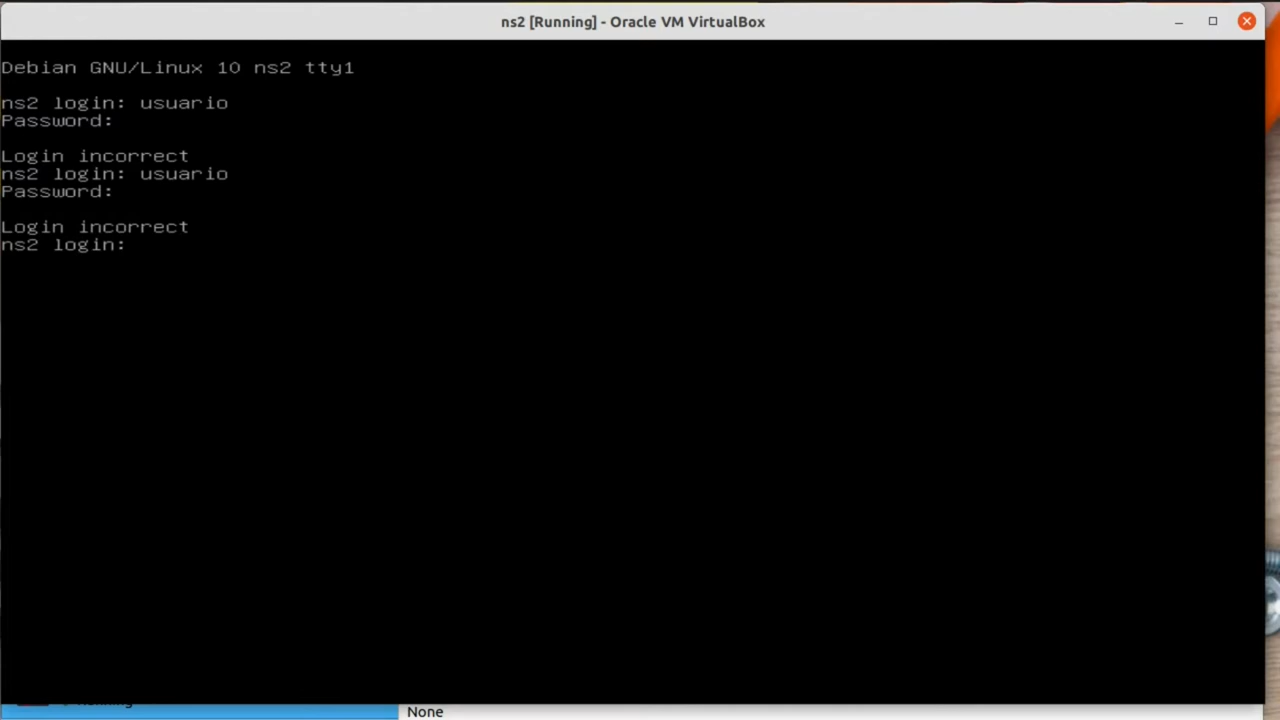 ns2 [Running] - Oracle VM VirtualBox
Debian GNU/Linux 10 ns2 tty1
ns2 login: usuario
Password:
Login incorrect
ns2 login: usuario
Password:
Login incorrect
ns2 login:
None